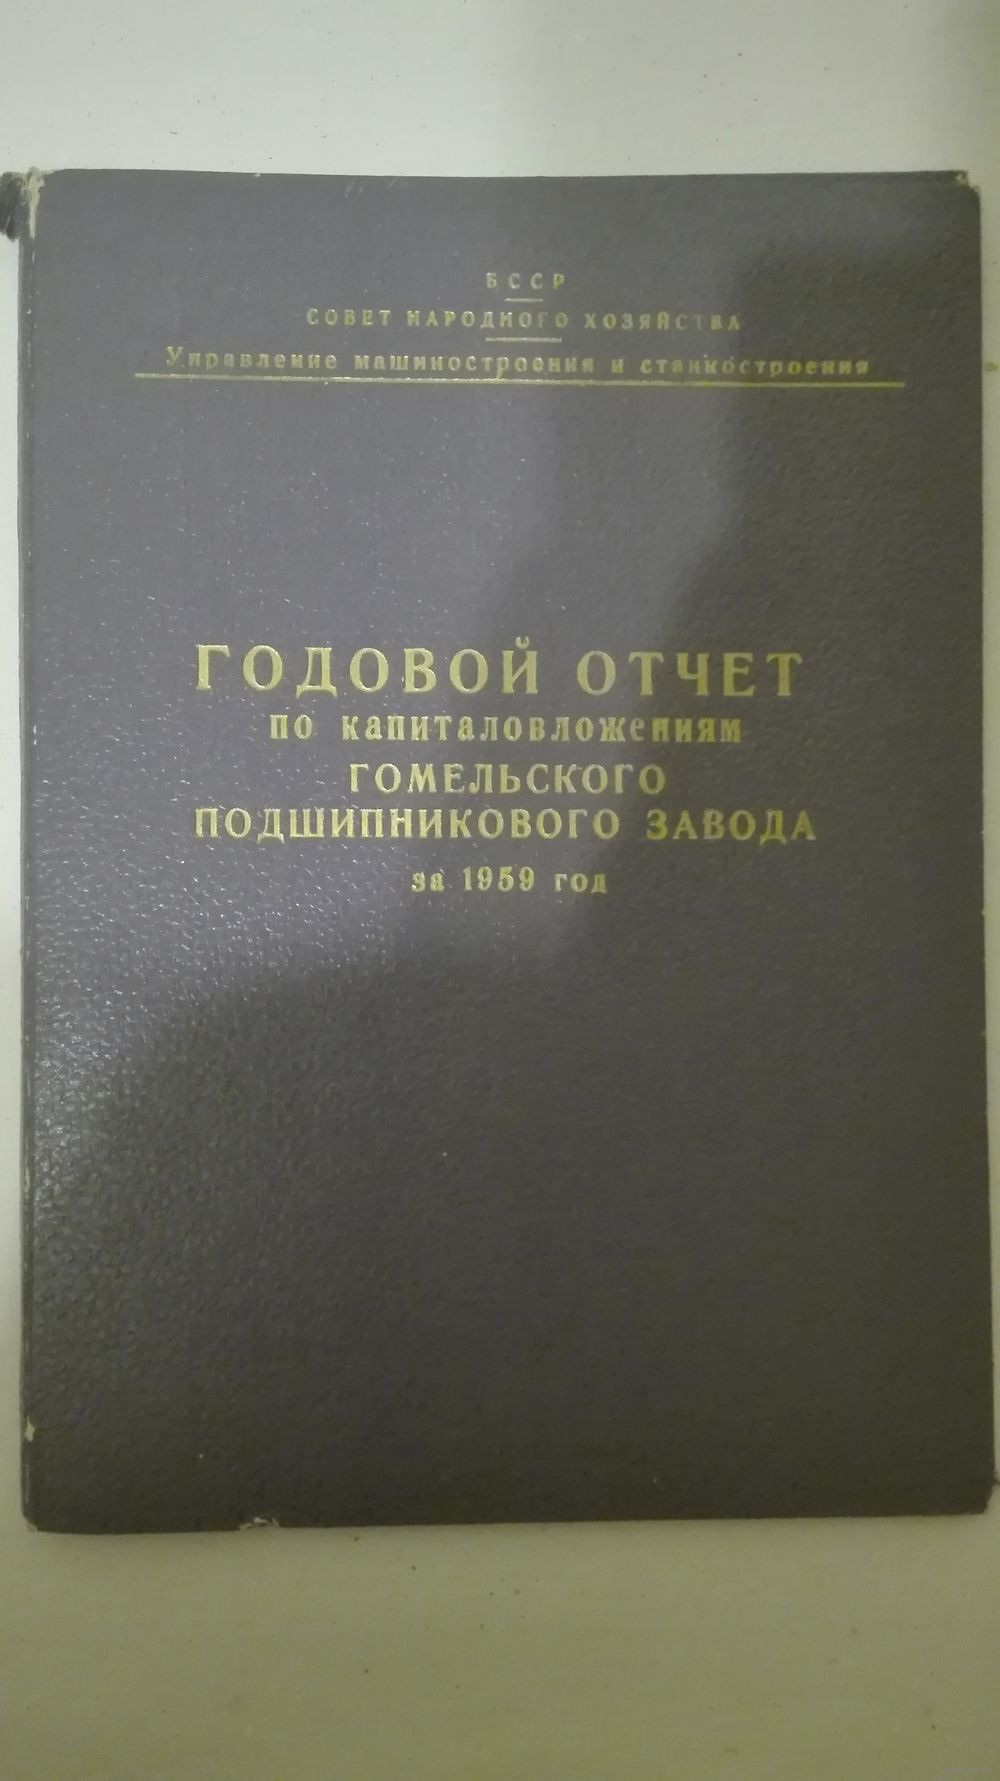 БССР
СОВЕТ НАРОДНОГО ХОЗЯЙСТВА
Управление машиностроения и станкостроения
ГОДОВОЙ ОТЧЕТ
по капиталовложениям
ГОМЕЛЬСКОГО
ПОДШИПНИКОВОГО ЗАВОДА
за 1959 год